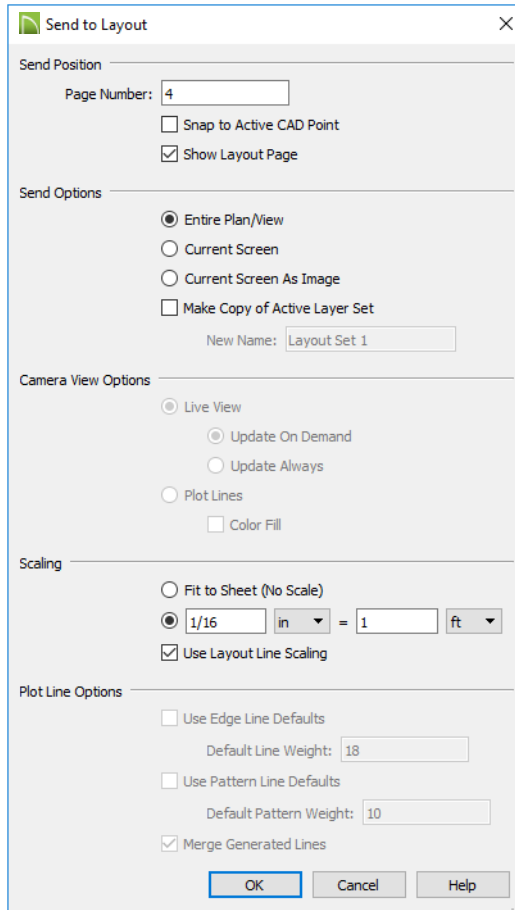 Send to Layout
Send Position
Page Number: 4
Snap to Active CAD Point
Show Layout Page
Send Options
Entire Plan/View
Current Screen
Current Screen As Image
Make Copy of Active Layer Set
New Name: Layout Set 1
Camera View Options
Live View
Update On Demand
Update Always
Plot Lines
Color Fill
Scaling
Fit to Sheet (No Scale)
1/16 in = 1 ft
Use Layout Line Scaling
Plot Line Options
Use Edge Line Defaults
Default Line Weight: 18
Use Pattern Line Defaults
Default Pattern Weight: 10
Merge Generated Lines
OK Cancel Help